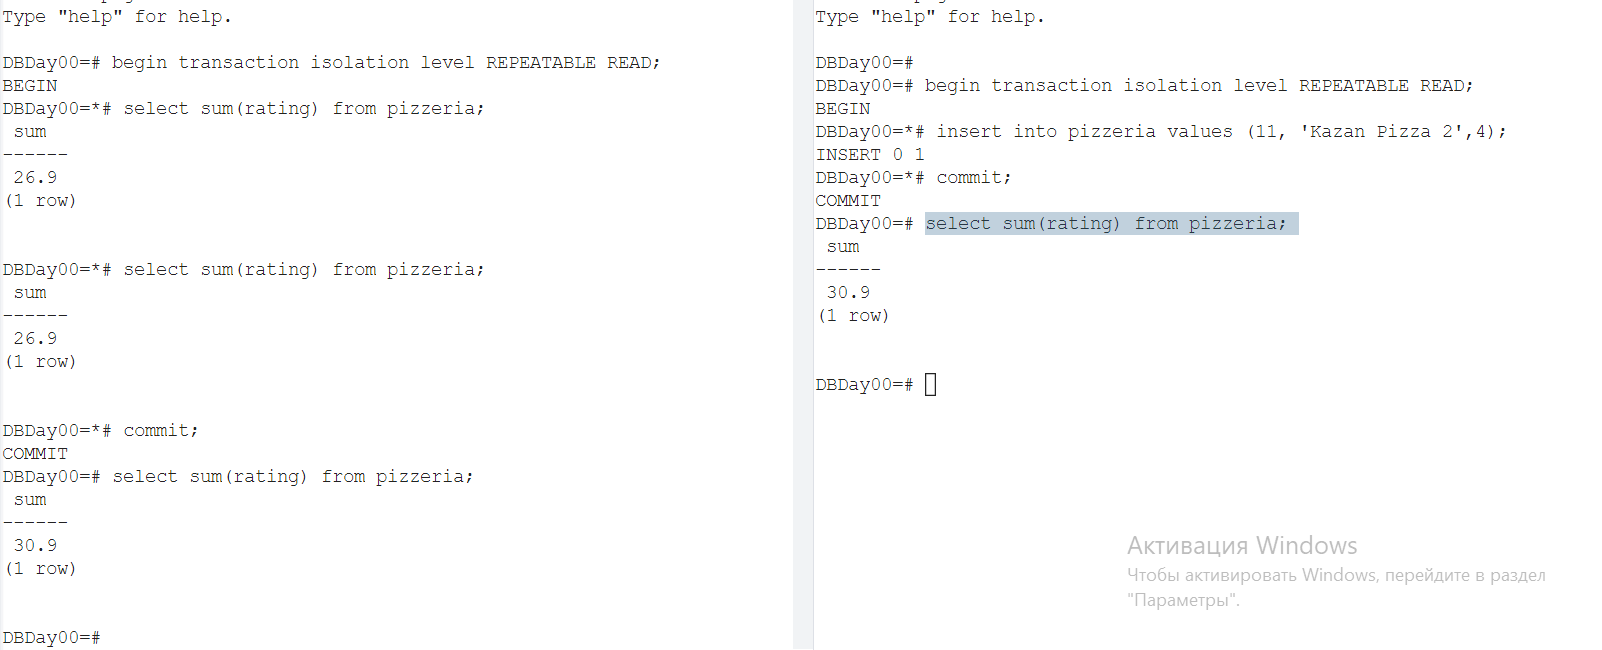 Type "help" for help.
DBDay00=# begin transaction isolation level REPEATABLE READ;
BEGIN
DBDay00=*# select sum(rating) from pizzeria;
sum
------
26.9
(1 row)
DBDay00=*# select sum(rating) from pizzeria;
sum
------
26.9
(1 row)
DBDay00=*# commit;
COMMIT
DBDay00=# select sum(rating) from pizzeria;
sum
------
30.9
(1 row)
DBDay00=#
Type "help" for help.
DBDay00=#
DBDay00=# begin transaction isolation level REPEATABLE READ;
BEGIN
DBDay00=*# insert into pizzeria values (11, 'Kazan Pizza 2',4);
INSERT 0 1
DBDay00=*# commit;
COMMIT
DBDay00=# select sum(rating) from pizzeria;
sum
------
30.9
(1 row)
DBDay00=#
Активация Windows
Чтобы активировать Windows, перейдите в раздел
"Параметры".